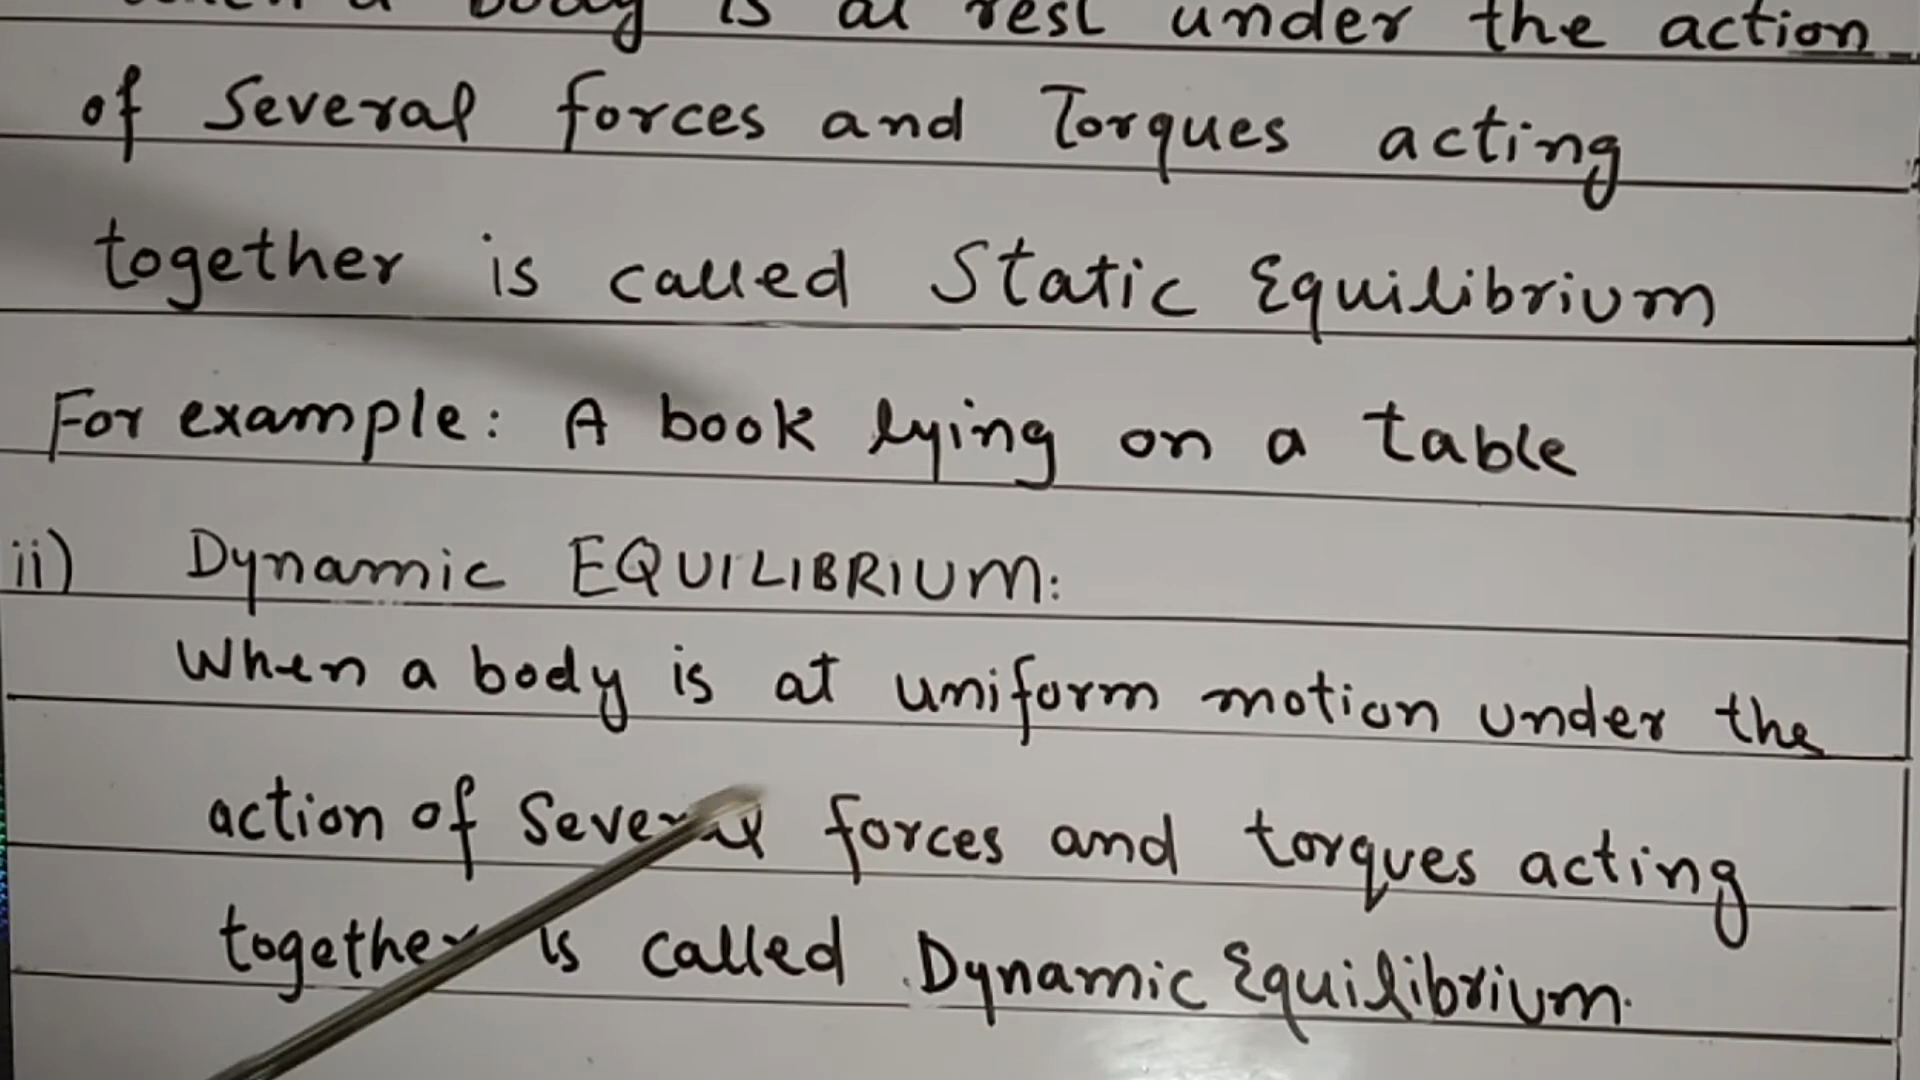 when a body is at rest under the action
of Several forces and Torques acting
together is called Static Equilibrium
For example: A book lying on a table
ii) Dynamic EQUILIBRIUM:
When a body is at uniform motion under the
action of Several forces and torques acting
together is called Dynamic Equilibrium.